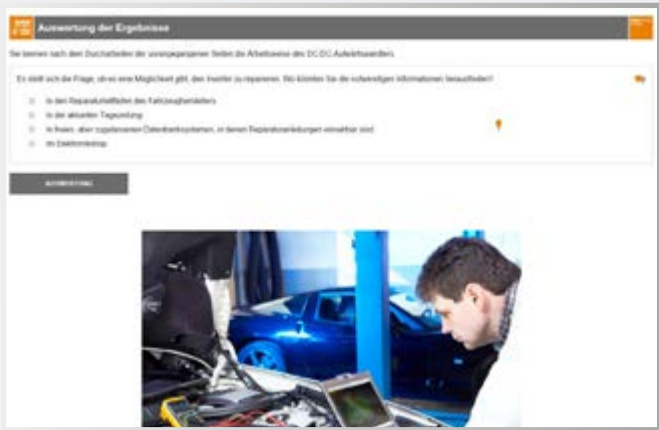 Auswertung der Ergebnisse
Sie kennen nach dem Durcharbeiten der vorangegangenen Seiten die Arbeitsweise des DC-DC-Aufwärtswandlers.
Es stellt sich die Frage, ob es eine Möglichkeit gibt, den Inverter zu reparieren. Wo könnten Sie die notwendigen Informationen herausfinden?
In den Reparaturleitfäden des Fahrzeugherstellers
In der aktuellen Tageszeitung
In freien, aber zugelassenen Datenbanksystemen, in denen Reparaturanleitungen einsehbar sind
Im Elektronikshop
AUSWERTUNG